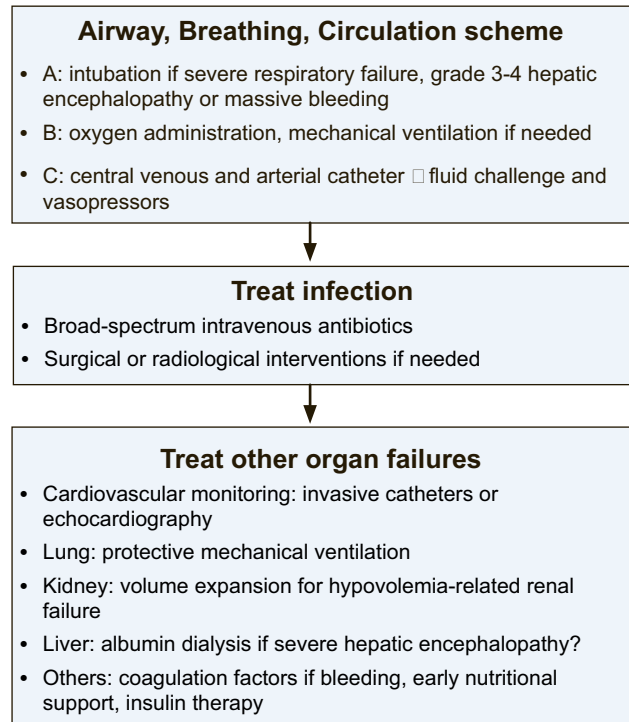 Airway, Breathing, Circulation scheme
• A: intubation if severe respiratory failure, grade 3-4 hepatic
encephalopathy or massive bleeding
• B: oxygen administration, mechanical ventilation if needed
• C: central venous and arterial catheter □ fluid challenge and
vasopressors
Treat infection
• Broad-spectrum intravenous antibiotics
• Surgical or radiological interventions if needed
Treat other organ failures
• Cardiovascular monitoring: invasive catheters or
echocardiography
• Lung: protective mechanical ventilation
• Kidney: volume expansion for hypovolemia-related renal
failure
• Liver: albumin dialysis if severe hepatic encephalopathy?
• Others: coagulation factors if bleeding, early nutritional
support, insulin therapy